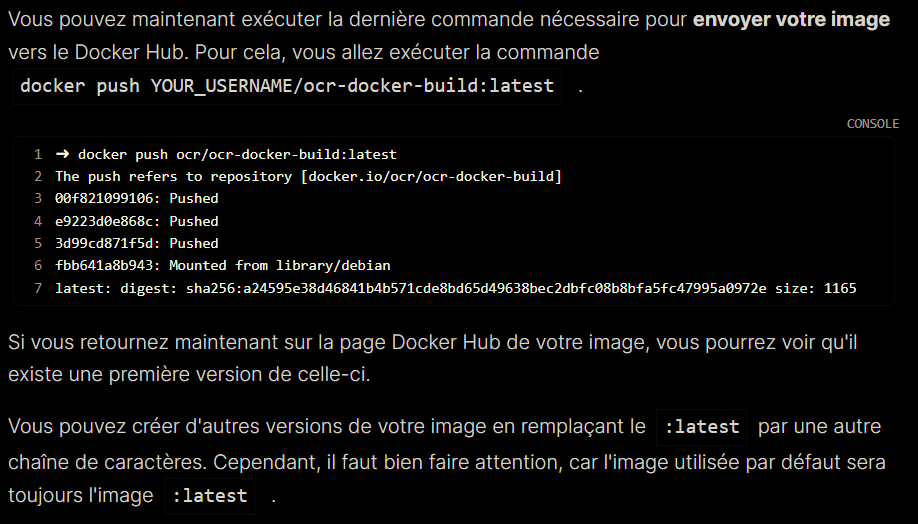 Vous pouvez maintenant exécuter la dernière commande nécessaire pour envoyer votre image
vers le Docker Hub. Pour cela, vous allez exécuter la commande
docker push YOUR_USERNAME/ocr-docker-build:latest .
CONSOLE
1 ➜ docker push ocr/ocr-docker-build:latest
2 The push refers to repository [docker.io/ocr/ocr-docker-build]
3 00f821099106: Pushed
4 e9223d0e868c: Pushed
5 3d99cd871f5d: Pushed
6 fbb641a8b943: Mounted from library/debian
7 latest: digest: sha256:a24595e38d46841b4b571cde8bd65d49638bec2dbfc08b8bfa5fc47995a0972e size: 1165
Si vous retournez maintenant sur la page Docker Hub de votre image, vous pourrez voir qu'il
existe une première version de celle-ci.
Vous pouvez créer d'autres versions de votre image en remplaçant le :latest par une autre
chaîne de caractères. Cependant, il faut bien faire attention, car l'image utilisée par défaut sera
toujours l'image :latest .